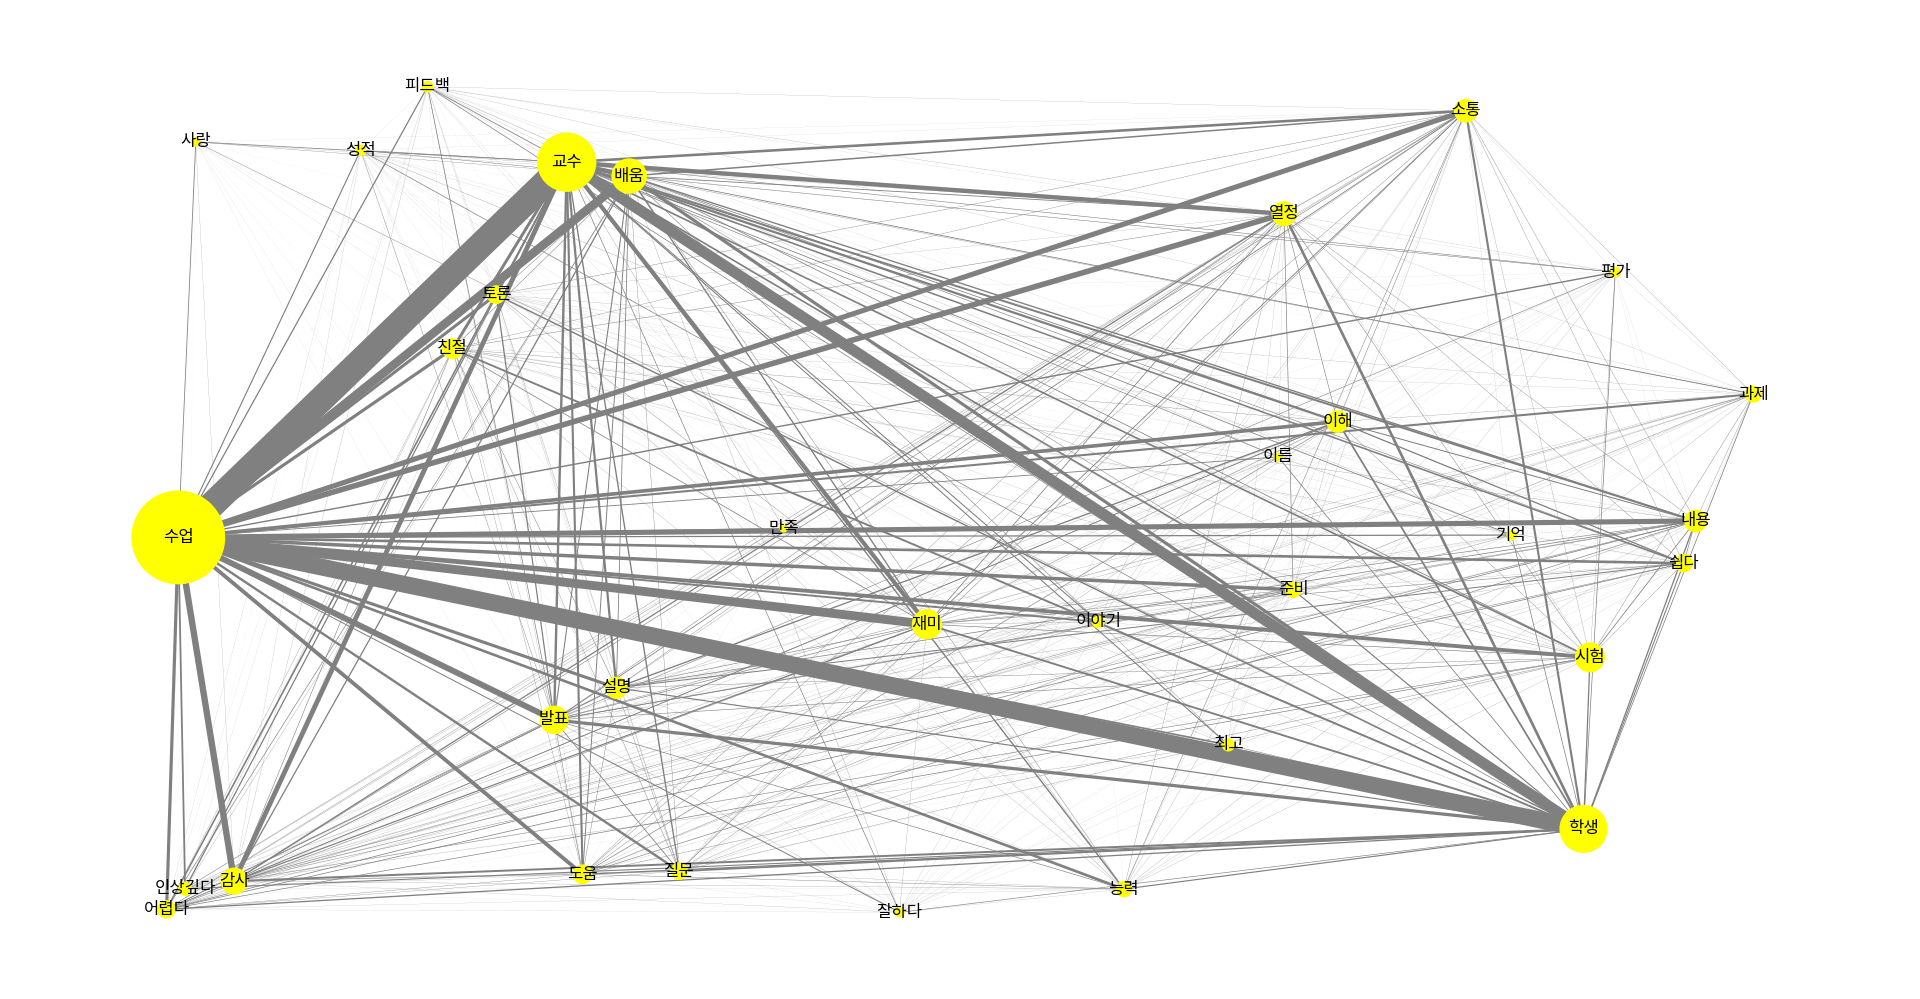 피드백
소통
사랑
성적
교수
배움
열정
평가
토론
친절
과제
이해
이름
내용
만족
기억
수업
쉽다
준비
재미
이야기
시험
설명
발표
최고
학생
도움
질문
감사
인상깊다
능력
어렵다
잘하다